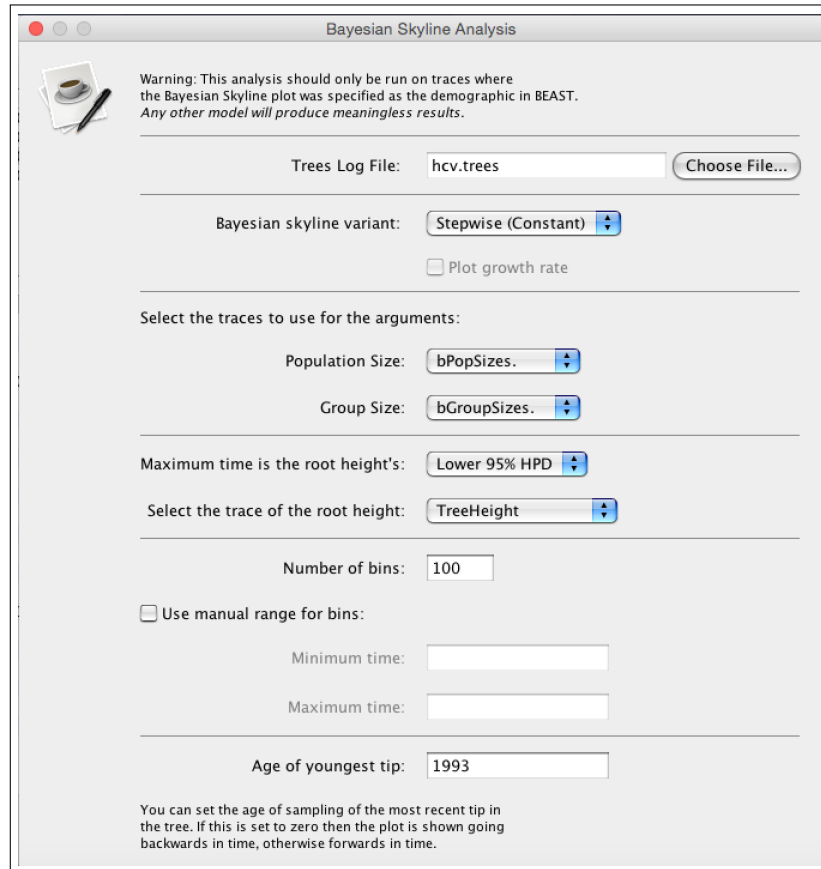 Bayesian Skyline Analysis
Warning: This analysis should only be run on traces where
the Bayesian Skyline plot was specified as the demographic in BEAST.
Any other model will produce meaningless results.
Trees Log File: hcv.trees Choose File...
Bayesian skyline variant: Stepwise (Constant)
Plot growth rate
Select the traces to use for the arguments:
Population Size: bPopSizes.
Group Size: bGroupSizes.
Maximum time is the root height's: Lower 95% HPD
Select the trace of the root height: TreeHeight
Number of bins: 100
Use manual range for bins:
Minimum time:
Maximum time:
Age of youngest tip: 1993
You can set the age of sampling of the most recent tip in
the tree. If this is set to zero then the plot is shown going
backwards in time, otherwise forwards in time.